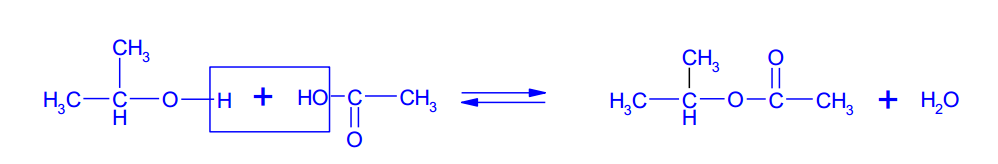 CH3 CH3 O
H3C C O H + HO C CH3 H3C C O C CH3 + H2O
H H
O